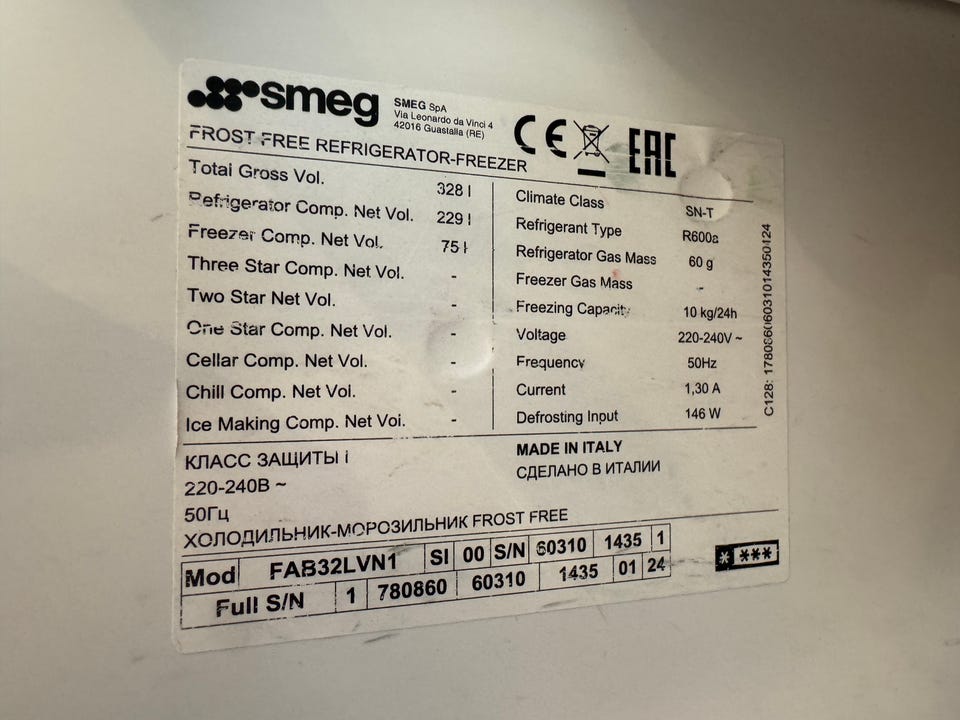 smeg
SMEG SpA
Via Leonardo da Vinci 4
42016 Guastalla (RE)
CE
EAC
FROST FREE REFRIGERATOR-FREEZER
Total Gross Vol. 328 l
Refrigerator Comp. Net Vol. 229 l
Freezer Comp. Net Vol. 75 l
Three Star Comp. Net Vol. -
Two Star Net Vol. -
One Star Comp. Net Vol. -
Cellar Comp. Net Vol. -
Chill Comp. Net Vol. -
Ice Making Comp. Net Vol. -
Climate Class SN-T
Refrigerant Type R600a
Refrigerator Gas Mass 60 g
Freezer Gas Mass -
Freezing Capacity 10 kg/24h
Voltage 220-240V ~
Frequency 50Hz
Current 1,30 A
Defrosting Input 146 W
C128: 17808606031014350124
КЛАСС ЗАЩИТЫ i
220-240В ~
50Гц
ХОЛОДИЛЬНИК-МОРОЗИЛЬНИК FROST FREE
MADE IN ITALY
СДЕЛАНО В ИТАЛИИ
Mod FAB32LVN1 SI 00 S/N 60310 1435 1
Full S/N 1 780860 60310 1435 01 24
* ***